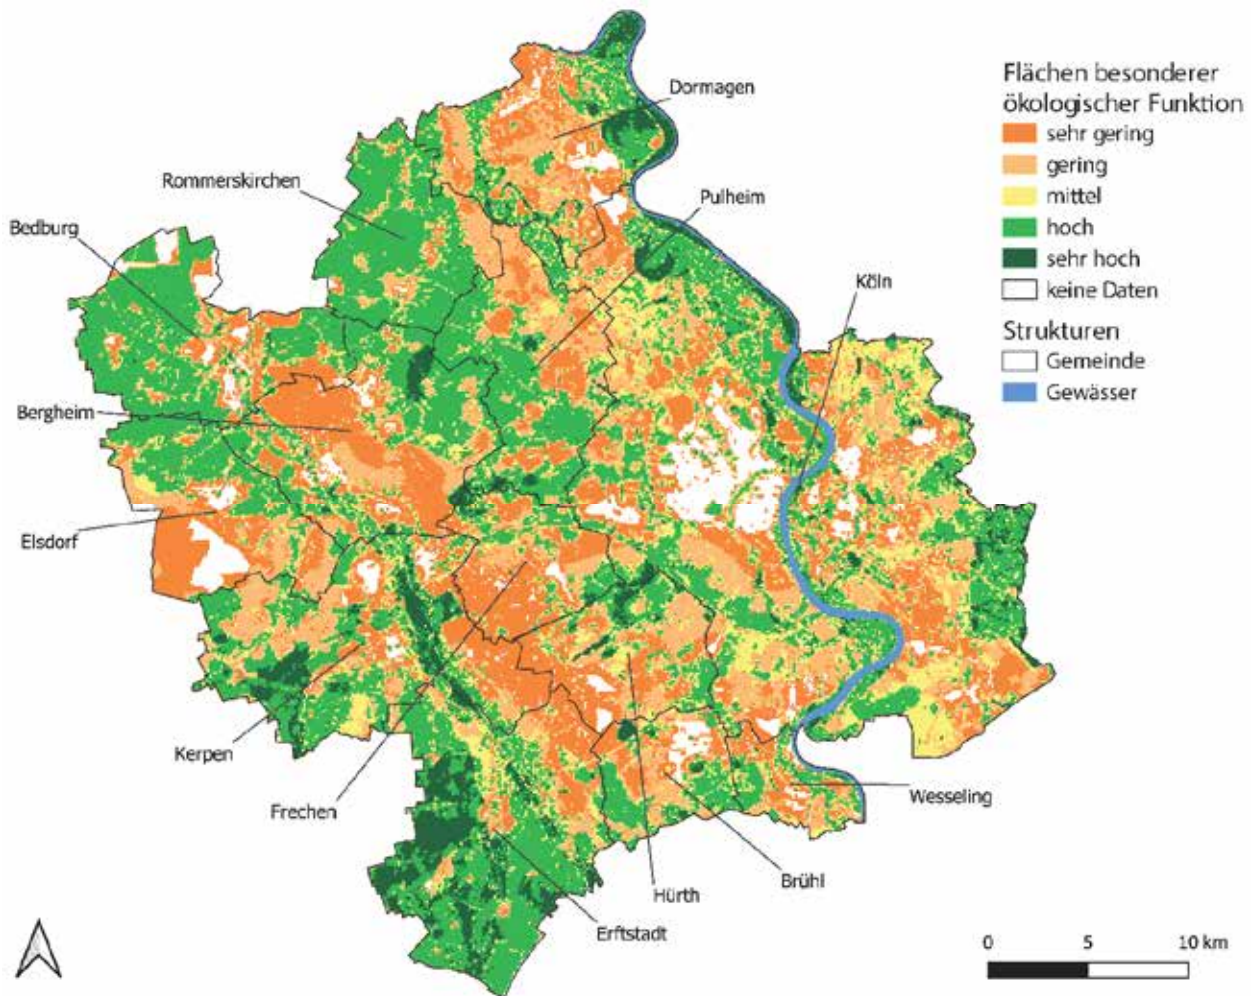 Flächen besonderer
ökologischer Funktion
sehr gering
gering
mittel
hoch
sehr hoch
keine Daten
Strukturen
Gemeinde
Gewässer
Dormagen
Rommerskirchen
Pulheim
Bedburg
Köln
Bergheim
Elsdorf
Kerpen
Frechen
Wesseling
Brühl
Hürth
Erftstadt
0 5 10 km